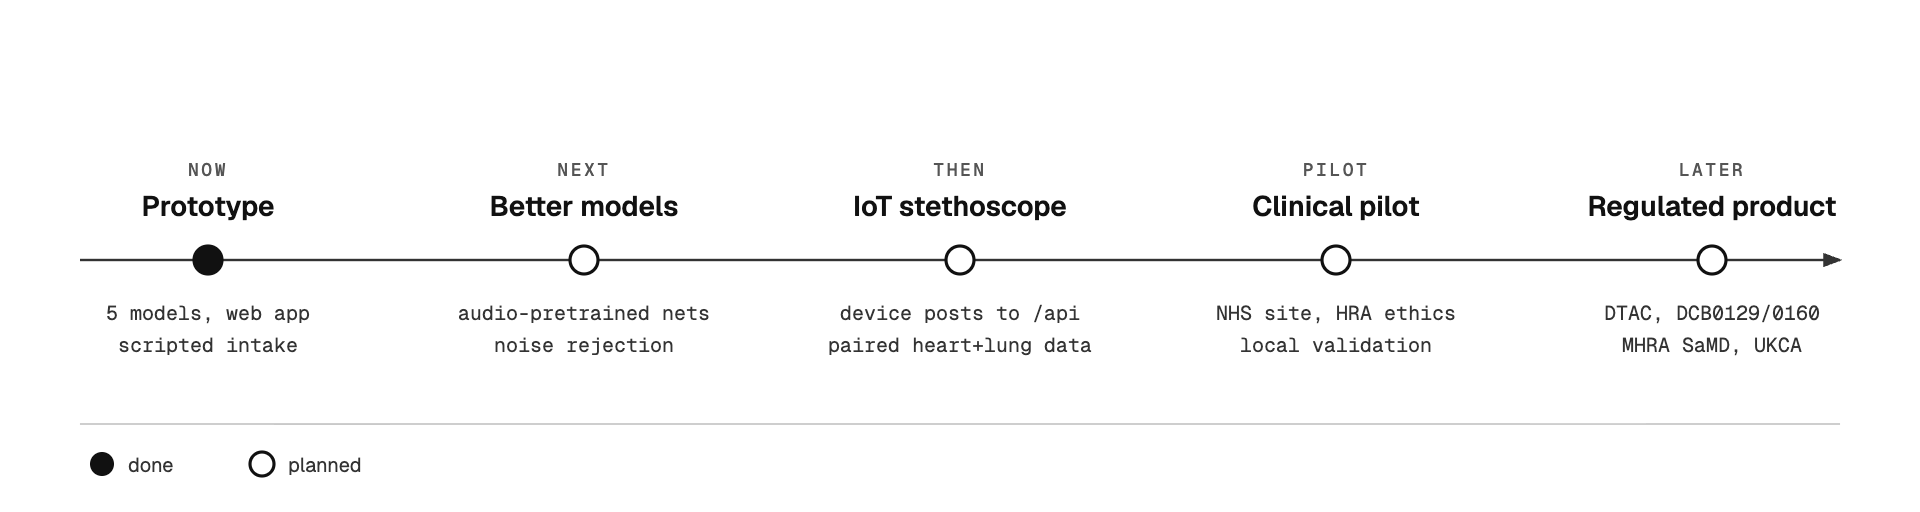 NOW
Prototype
5 models, web app
scripted intake
NEXT
Better models
audio-pretrained nets
noise rejection
THEN
IoT stethoscope
device posts to /api
paired heart+lung data
PILOT
Clinical pilot
NHS site, HRA ethics
local validation
LATER
Regulated product
DTAC, DCB0129/0160
MHRA SaMD, UKCA
done
planned